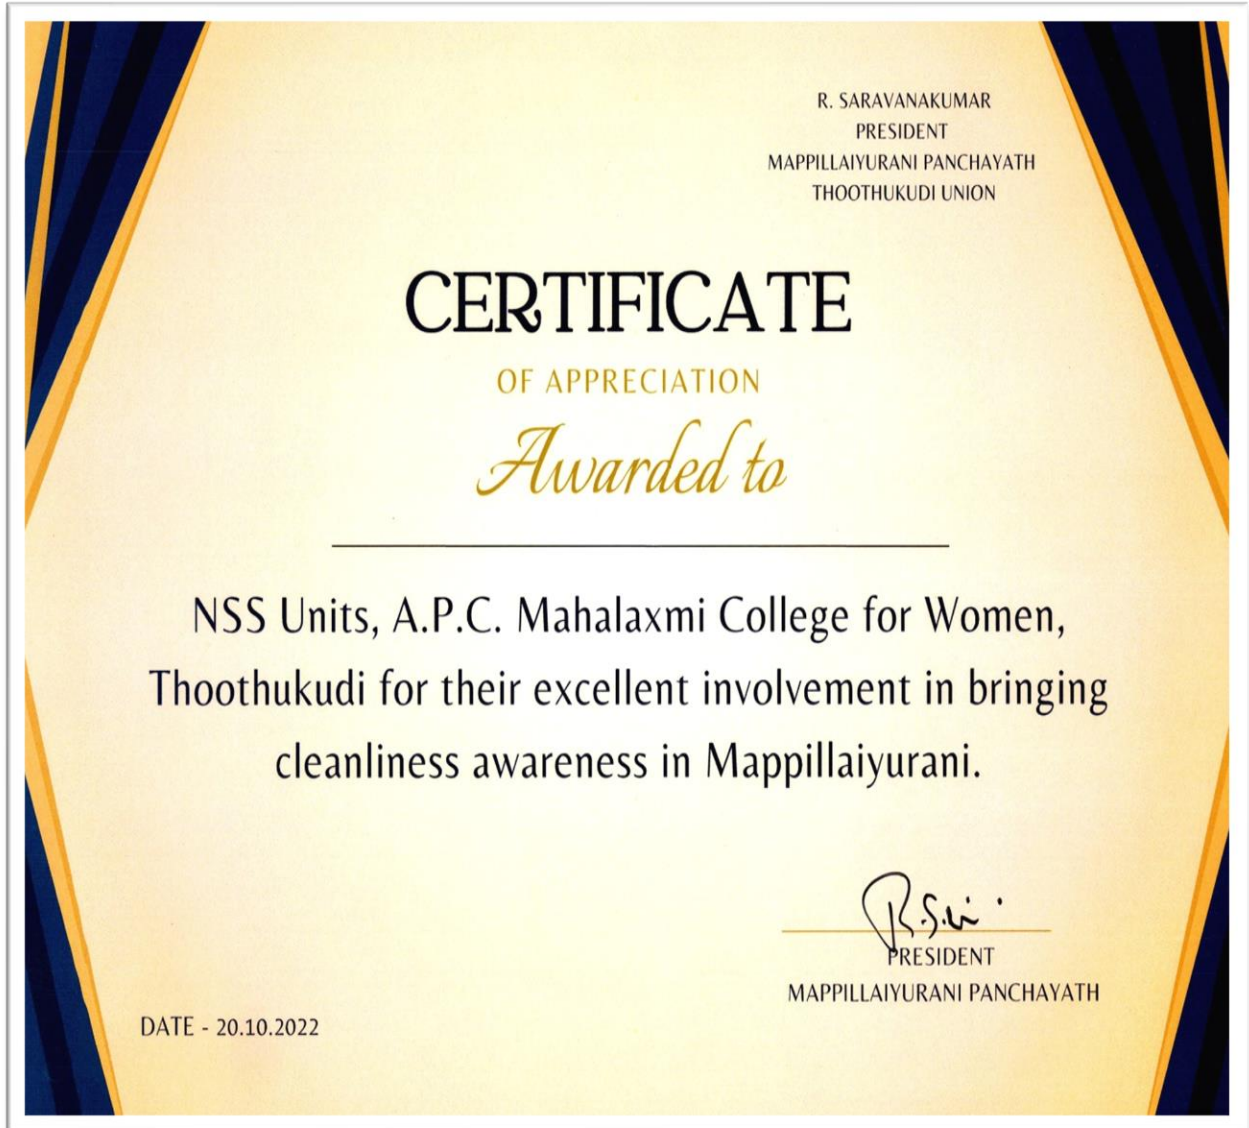 R. SARAVANAKUMAR
PRESIDENT
MAPPILLAIYURANI PANCHAYATH
THOOTHUKUDI UNION
CERTIFICATE
OF APPRECIATION
Awarded to
NSS Units, A.P.C. Mahalaxmi College for Women,
Thoothukudi for their excellent involvement in bringing
cleanliness awareness in Mappillaiyurani.
PRESIDENT
MAPPILLAIYURANI PANCHAYATH
DATE - 20.10.2022